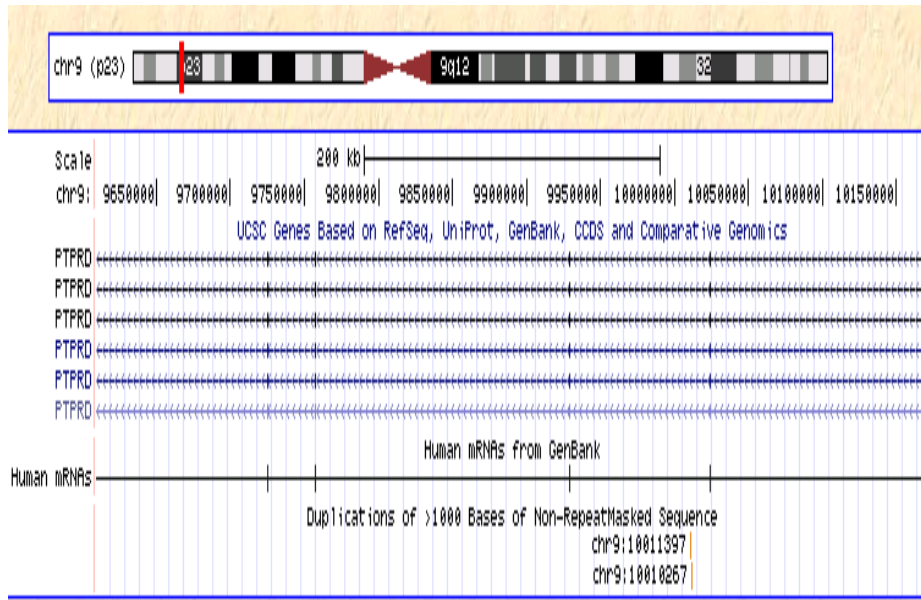 chr9 (p23) p23 9q12 32
Scale 200 kb
chr9: 9650000 9700000 9750000 9800000 9850000 9900000 9950000 10000000 10050000 10100000 10150000
UCSC Genes Based on RefSeq, UniProt, GenBank, CCDS and Comparative Genomics
PTPRD
PTPRD
PTPRD
PTPRD
PTPRD
PTPRD
Human mRNAs from GenBank
Human mRNAs
Duplications of >1000 Bases of Non-RepeatMasked Sequence
chr9:10011397
chr9:10010267